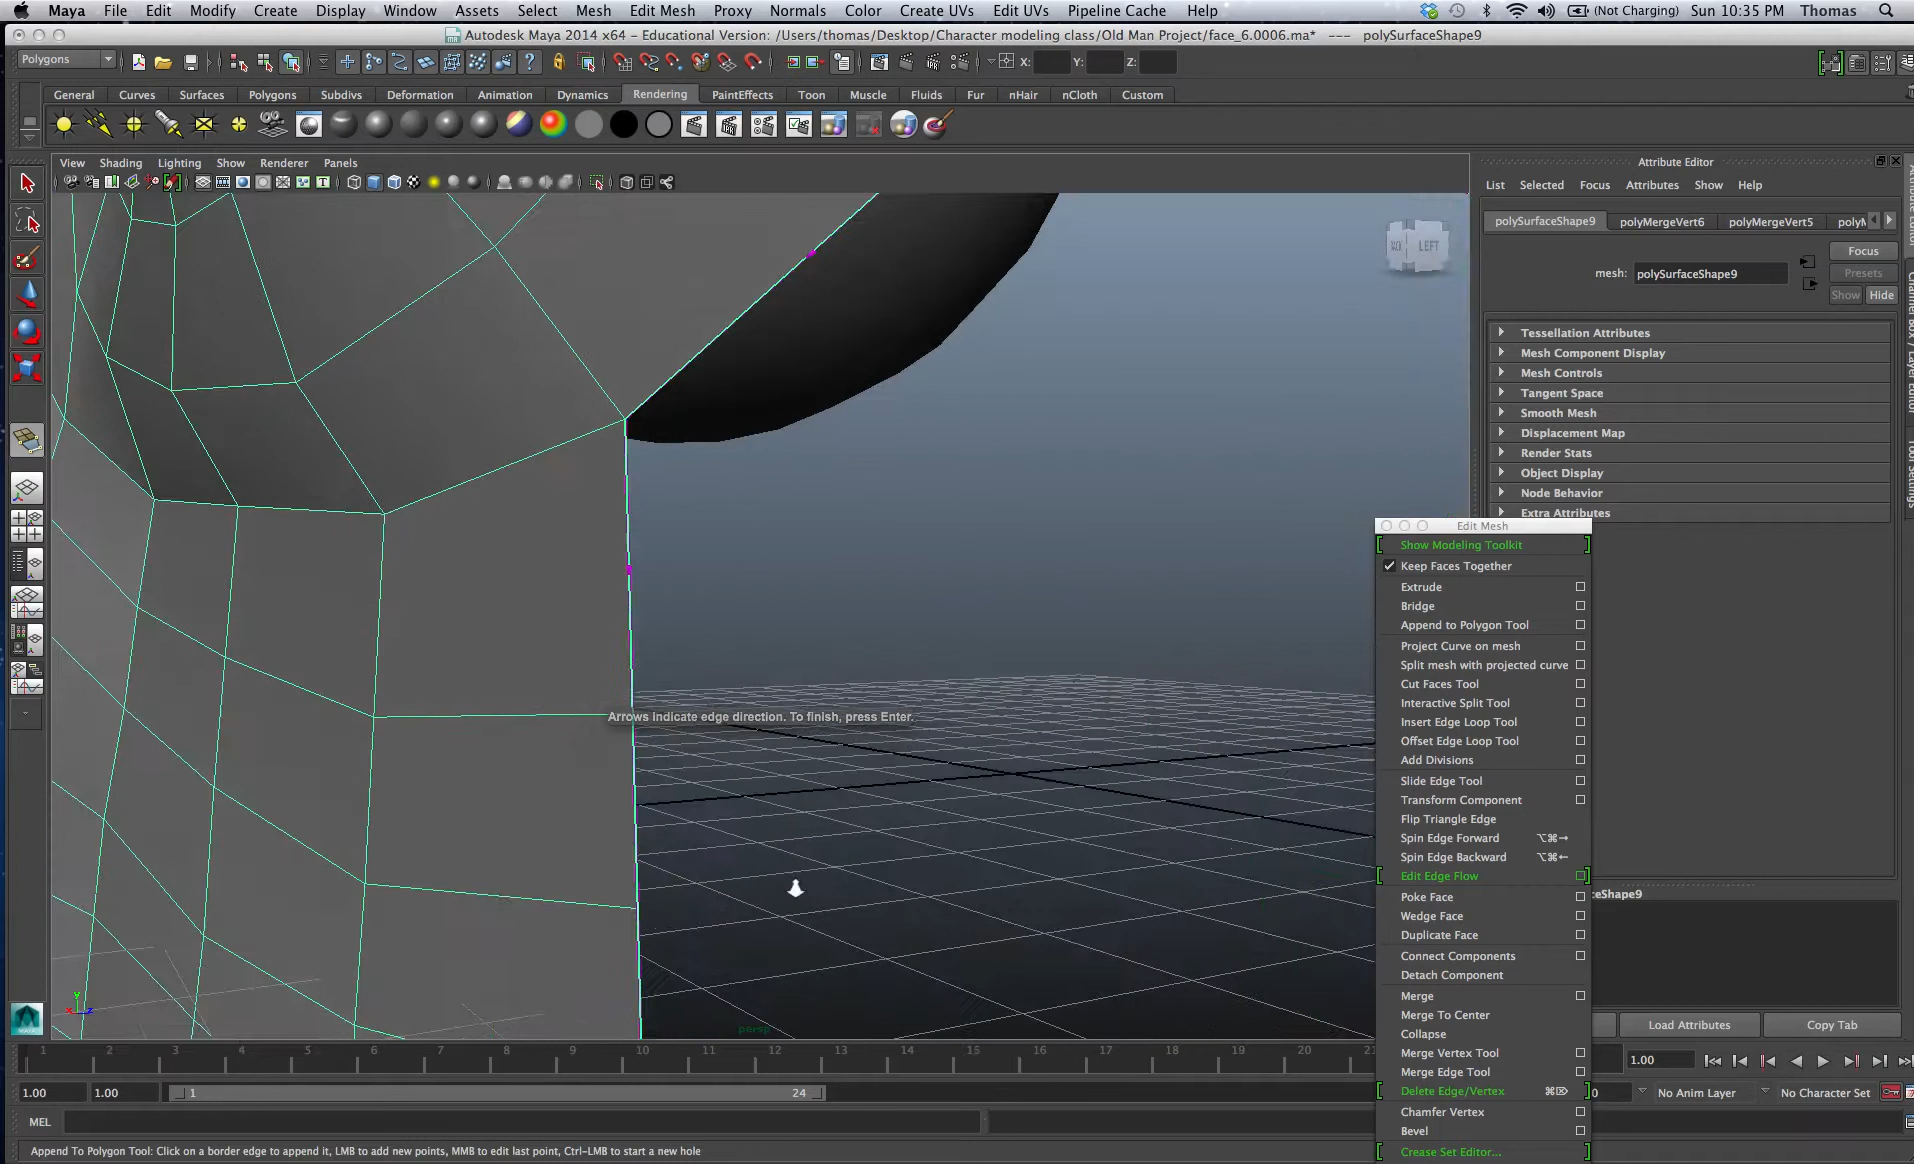 Maya File Edit Modify Create Display Window Assets Select Mesh Edit Mesh Proxy Normals Color Create UVs Edit UVs Pipeline Cache Help (Not Charging) Sun 10:35 PM Thomas
Autodesk Maya 2014 x64 - Educational Version: /Users/thomas/Desktop/Character modeling class/Old Man Project/face_6.0006.ma* --- polySurfaceShape9
Polygons X: Y: Z:
General Curves Surfaces Polygons Subdivs Deformation Animation Dynamics Rendering PaintEffects Toon Muscle Fluids Fur nHair nCloth Custom
View Shading Lighting Show Renderer Panels
Attribute Editor
List Selected Focus Attributes Show Help
polySurfaceShape9 polyMergeVert6 polyMergeVert5
BACK LEFT
Focus
mesh: polySurfaceShape9
Presets
Show Hide
Tessellation Attributes
Mesh Component Display
Mesh Controls
Tangent Space
Smooth Mesh
Displacement Map
Render Stats
Object Display
Node Behavior
Extra Attributes
Channel Box / Layer Editor
Tool Settings
Edit Mesh
Show Modeling Toolkit
Keep Faces Together
Extrude
Bridge
Append to Polygon Tool
Project Curve on mesh
Split mesh with projected curve
Cut Faces Tool
Interactive Split Tool
Insert Edge Loop Tool
Offset Edge Loop Tool
Add Divisions
Slide Edge Tool
Transform Component
Flip Triangle Edge
Spin Edge Forward ⌥⌘→
Spin Edge Backward ⌥⌘←
Edit Edge Flow
Poke Face
Wedge Face
Duplicate Face
Connect Components
Detach Component
Merge
Merge To Center
Collapse
Merge Vertex Tool
Merge Edge Tool
Delete Edge/Vertex ⌘⌦
Chamfer Vertex
Bevel
Crease Set Editor...
Arrows indicate edge direction. To finish, press Enter.
eShape9
Load Attributes Copy Tab
y
x z
persp
1 2 3 4 5 6 7 8 9 10 11 12 13 14 15 16 17 18 19 20 21 1.00
1.00 1.00 1 24 0 No Anim Layer No Character Set
MEL
Append To Polygon Tool: Click on a border edge to append it, LMB to add new points, MMB to edit last point, Ctrl-LMB to start a new hole